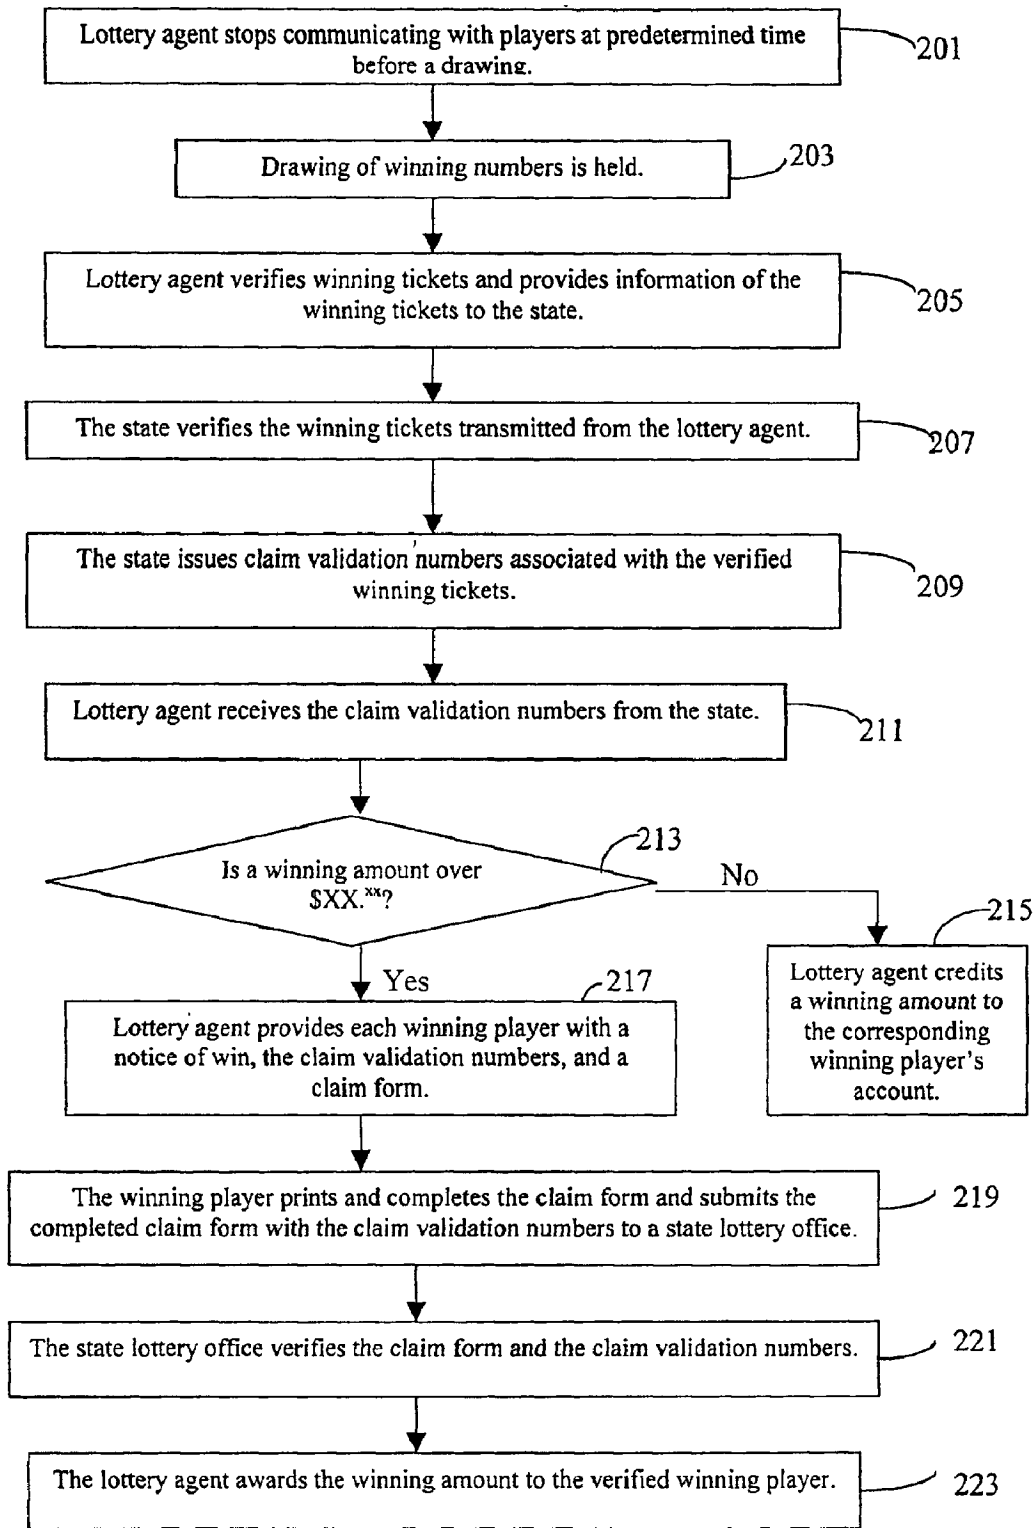 Lottery agent stops communicating with players at predetermined time
before a drawing.
201
Drawing of winning numbers is held.
203
Lottery agent verifies winning tickets and provides information of the
winning tickets to the state.
205
The state verifies the winning tickets transmitted from the lottery agent.
207
The state issues claim validation numbers associated with the verified
winning tickets.
209
Lottery agent receives the claim validation numbers from the state.
211
Is a winning amount over
$XX.xx?
213
No
Yes
215
Lottery agent credits
a winning amount to
the corresponding
winning player's
account.
217
Lottery agent provides each winning player with a
notice of win, the claim validation numbers, and a
claim form.
The winning player prints and completes the claim form and submits the
completed claim form with the claim validation numbers to a state lottery office.
219
The state lottery office verifies the claim form and the claim validation numbers.
221
The lottery agent awards the winning amount to the verified winning player.
223